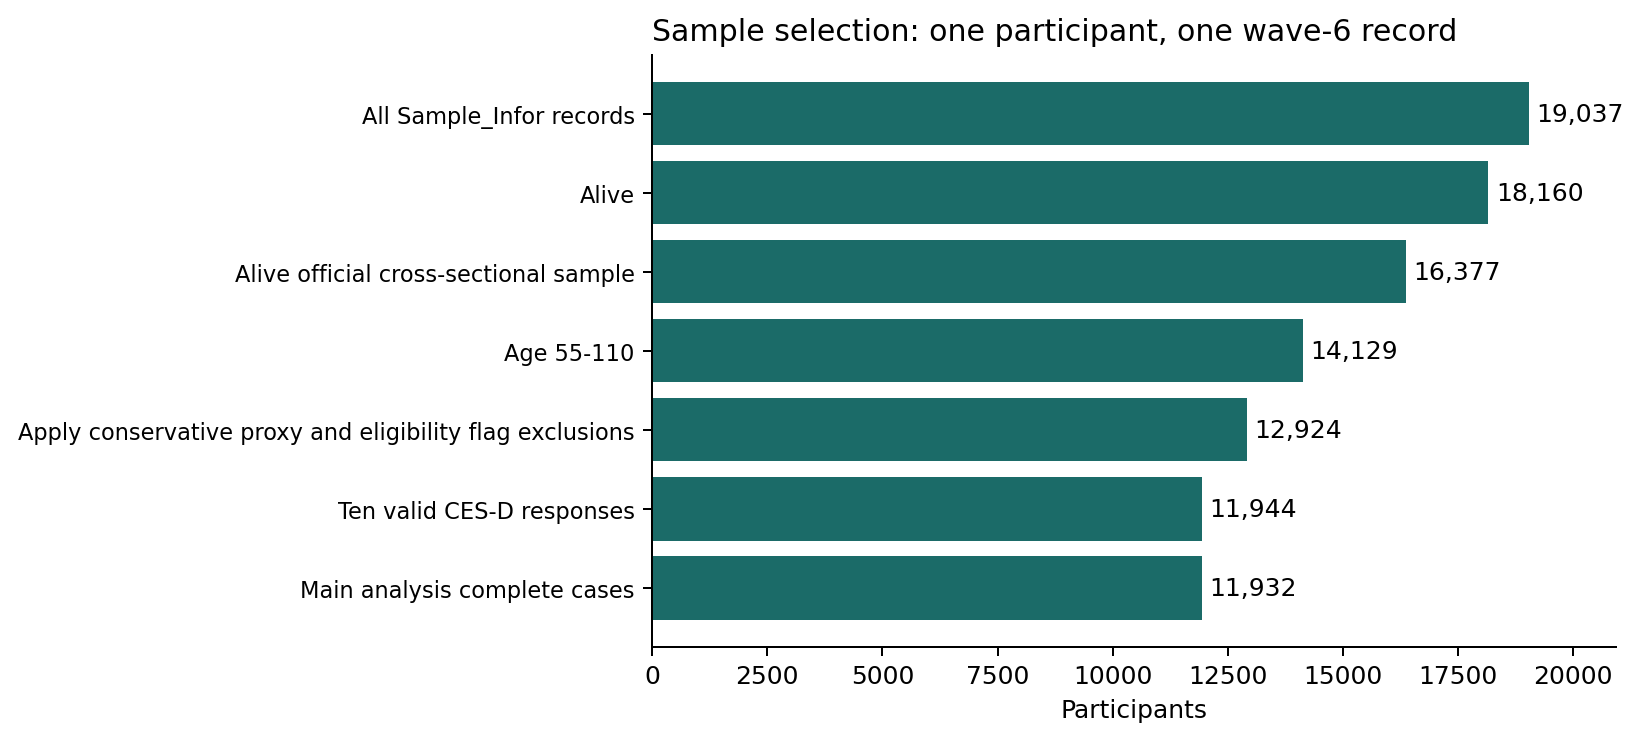 Sample selection: one participant, one wave-6 record
All Sample_Infor records 19,037
Alive 18,160
Alive official cross-sectional sample 16,377
Age 55-110 14,129
Apply conservative proxy and eligibility flag exclusions 12,924
Ten valid CES-D responses 11,944
Main analysis complete cases 11,932
0 2500 5000 7500 10000 12500 15000 17500 20000
Participants